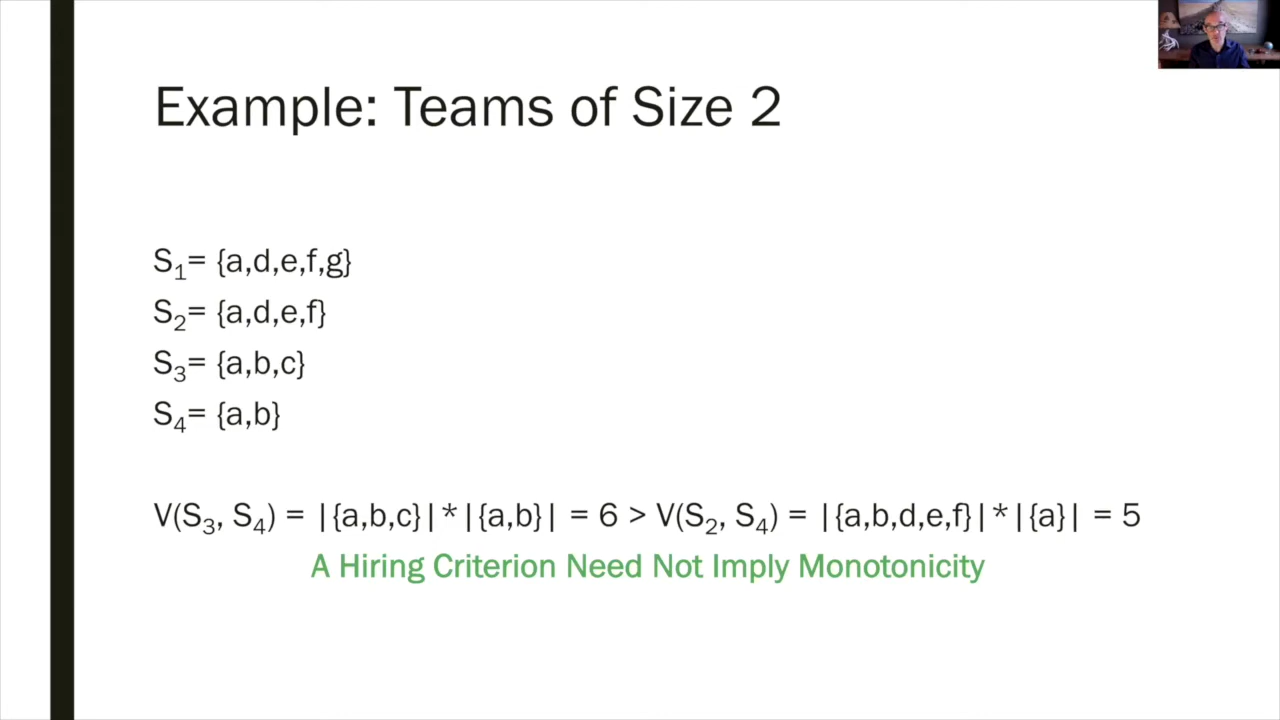 Example: Teams of Size 2
S₁= {a,d,e,f,g}
S₂= {a,d,e,f}
S₃= {a,b,c}
S₄= {a,b}
V(S₃, S₄) = |{a,b,c}|*|{a,b}| = 6 > V(S₂, S₄) = |{a,b,d,e,f}|*|{a}| = 5
A Hiring Criterion Need Not Imply Monotonicity